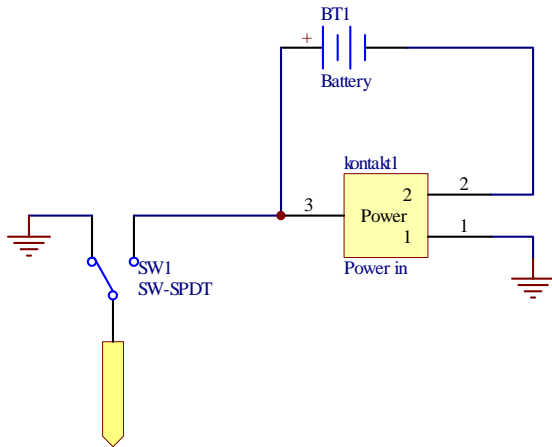 BT1
+
Battery
kontakt1
3
2
2
Power
1
1
Power in
SW1
SW-SPDT